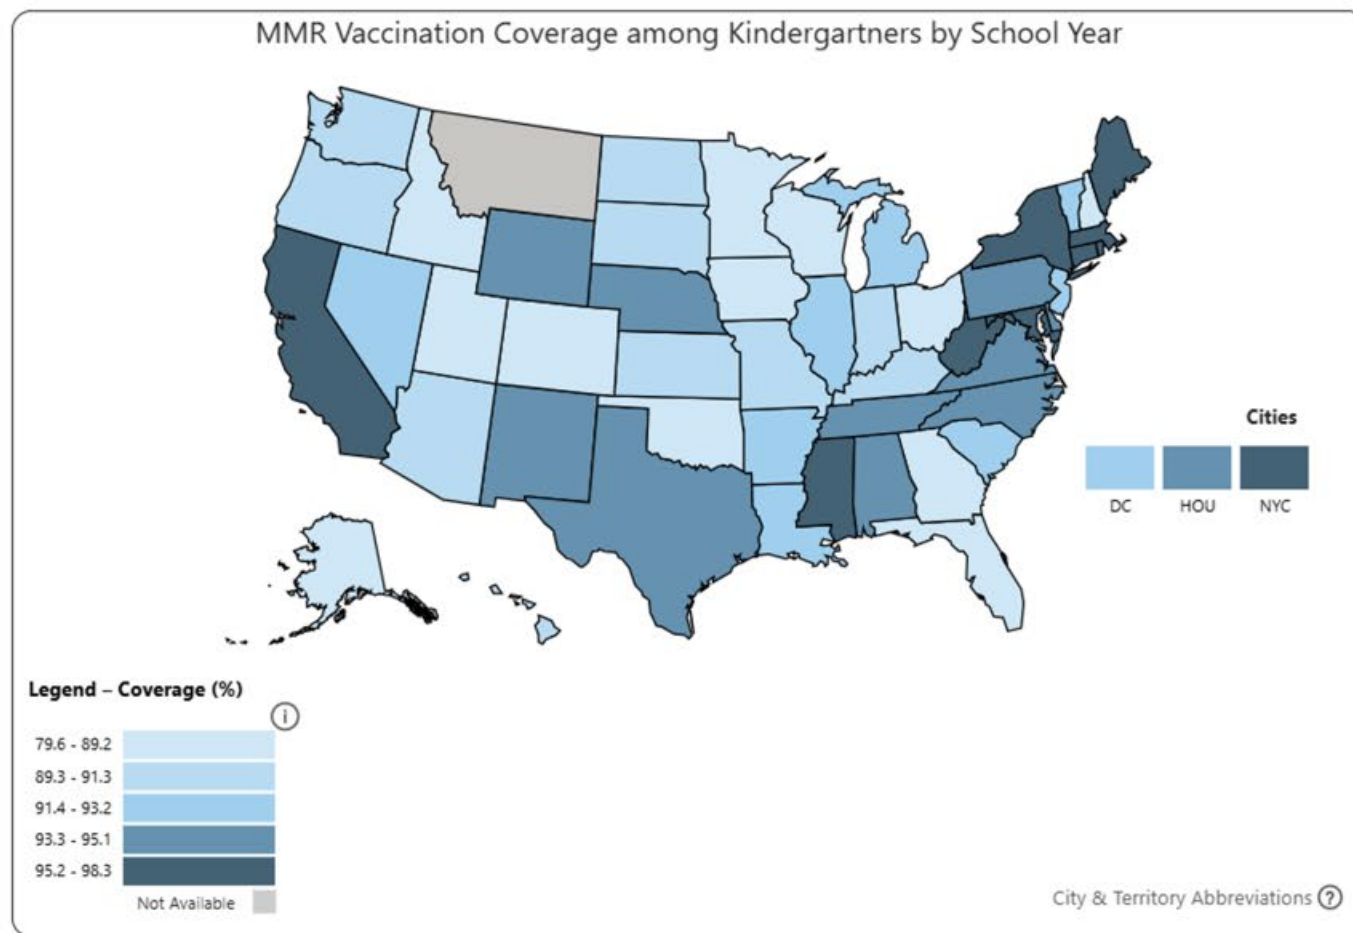 MMR Vaccination Coverage among Kindergartners by School Year
Cities
DC HOU NYC
Legend – Coverage (%)
i
79.6 - 89.2
89.3 - 91.3
91.4 - 93.2
93.3 - 95.1
95.2 - 98.3
Not Available
City & Territory Abbreviations ?